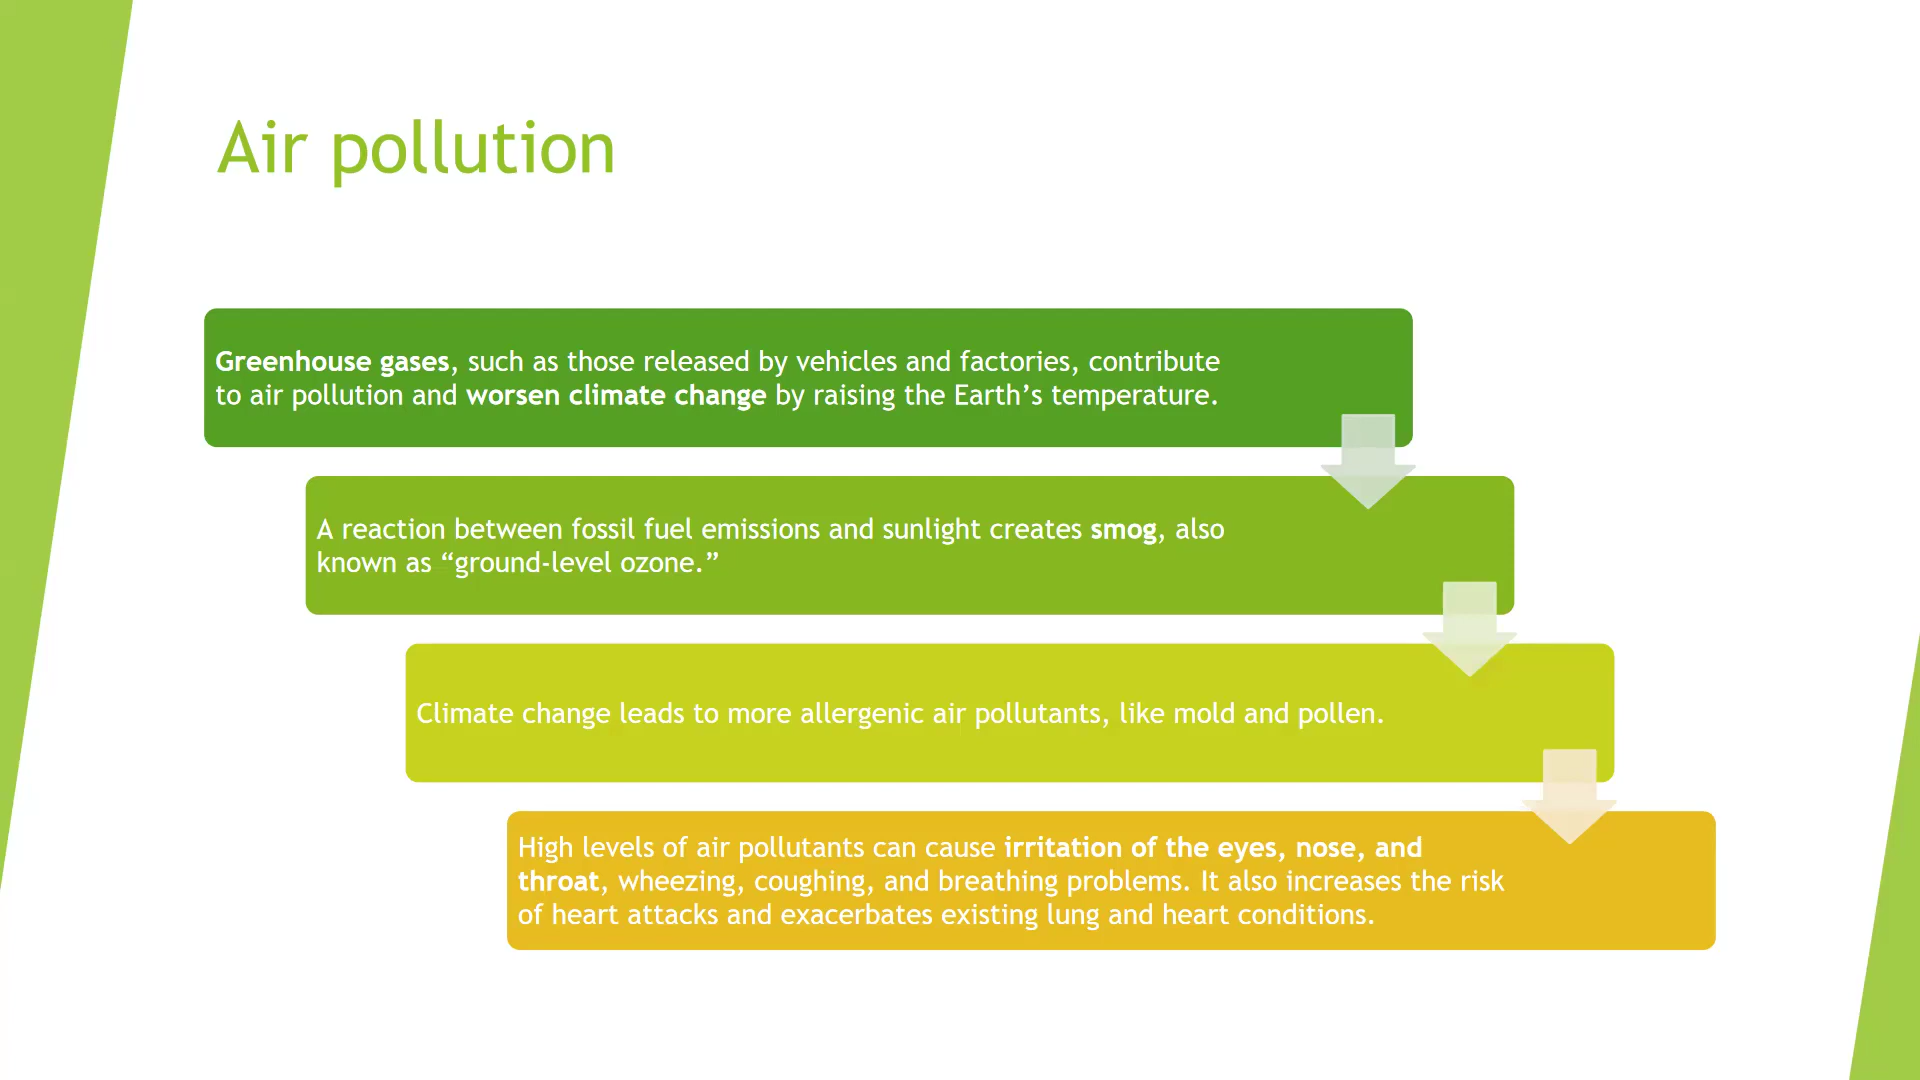 Air pollution
Greenhouse gases, such as those released by vehicles and factories, contribute
to air pollution and worsen climate change by raising the Earth’s temperature.
A reaction between fossil fuel emissions and sunlight creates smog, also
known as “ground-level ozone.”
Climate change leads to more allergenic air pollutants, like mold and pollen.
High levels of air pollutants can cause irritation of the eyes, nose, and
throat, wheezing, coughing, and breathing problems. It also increases the risk
of heart attacks and exacerbates existing lung and heart conditions.